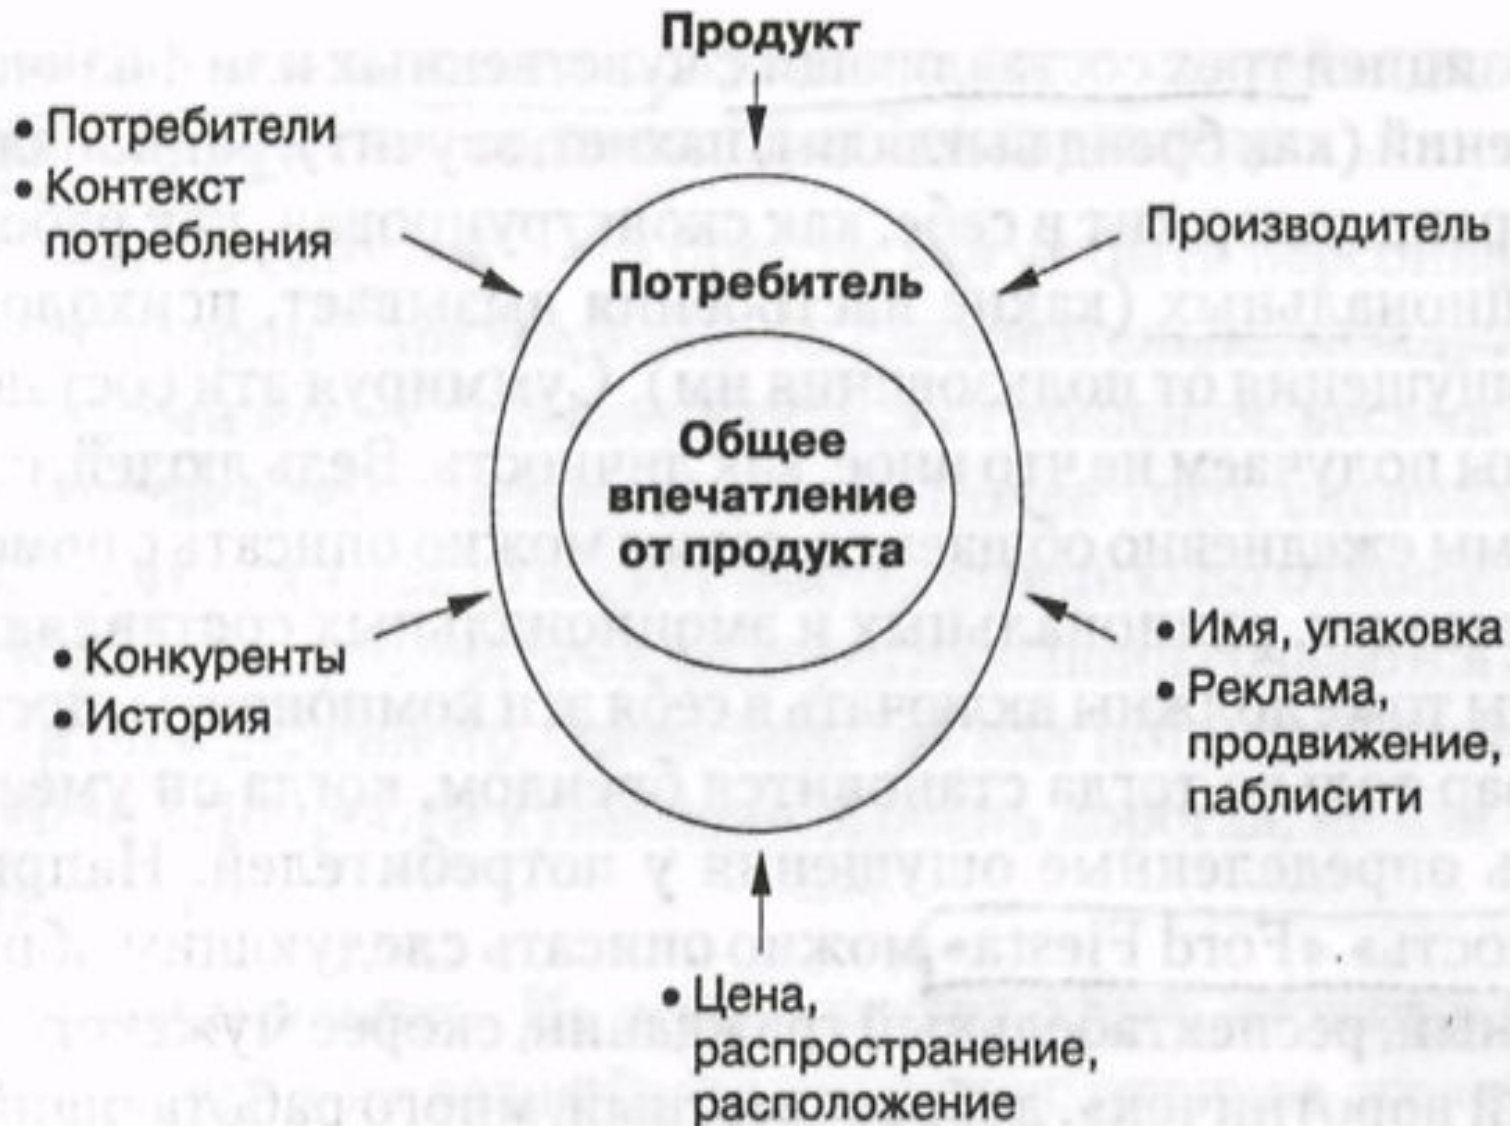 Продукт
• Потребители
• Контекст
потребления
Производитель
Потребитель
Общее
впечатление
от продукта
• Конкуренты
• История
• Имя, упаковка
• Реклама,
продвижение,
паблисити
• Цена,
распространение,
расположение